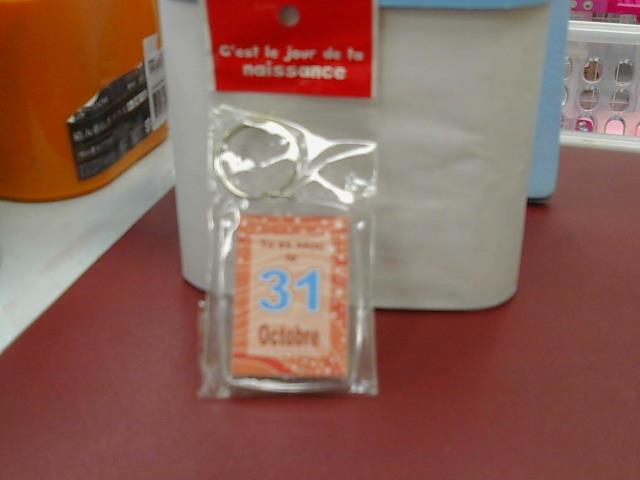 C'est le jour de ta
naissance
Tu es né(e)
le
31
Octobre